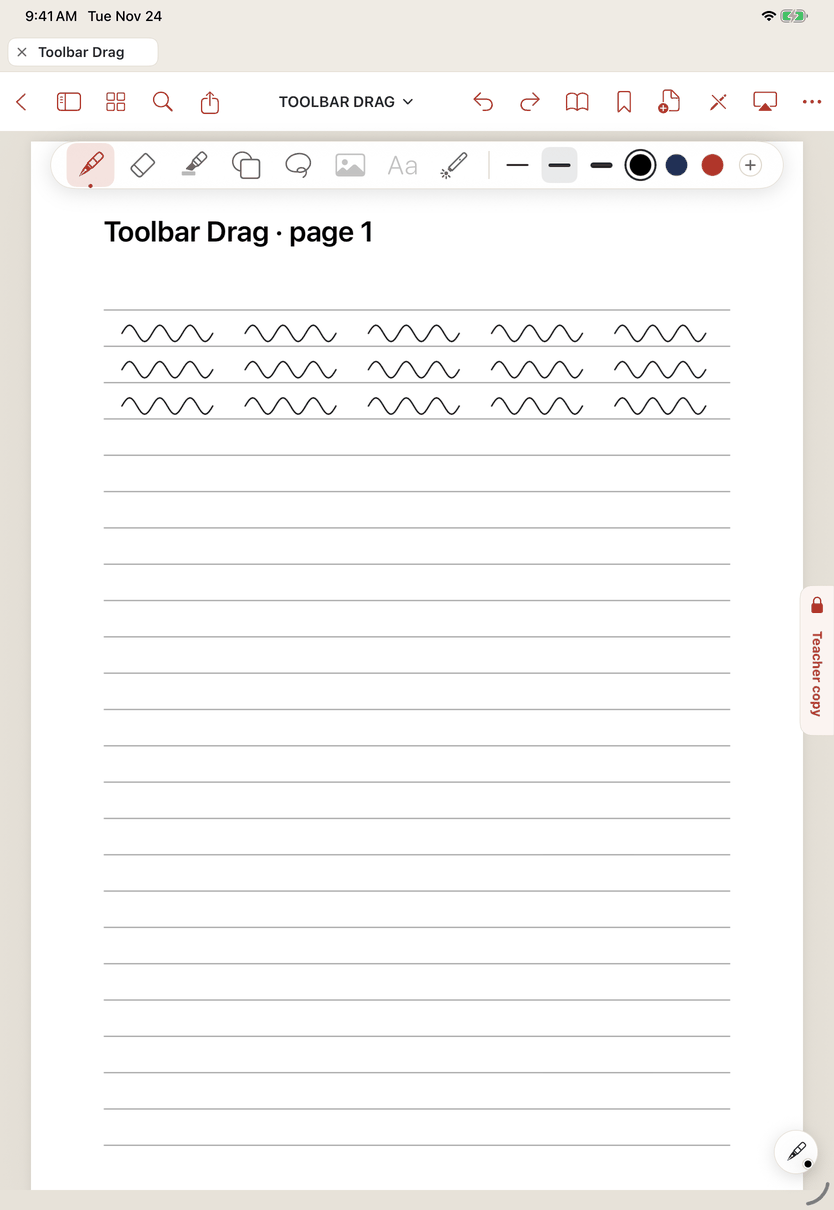 9:41 AM Tue Nov 24
Toolbar Drag
TOOLBAR DRAG
Aa
Toolbar Drag · page 1
Teacher copy